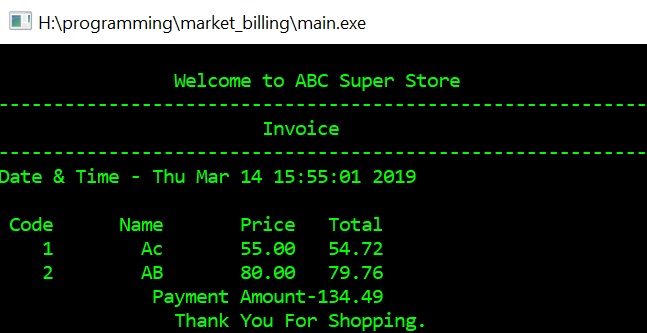 H:\programming\market_billing\main.exe
Welcome to ABC Super Store
-----------------------------------------------------------
Invoice
-----------------------------------------------------------
Date & Time - Thu Mar 14 15:55:01 2019
Code Name Price Total
1 Ac 55.00 54.72
2 AB 80.00 79.76
Payment Amount-134.49
Thank You For Shopping.